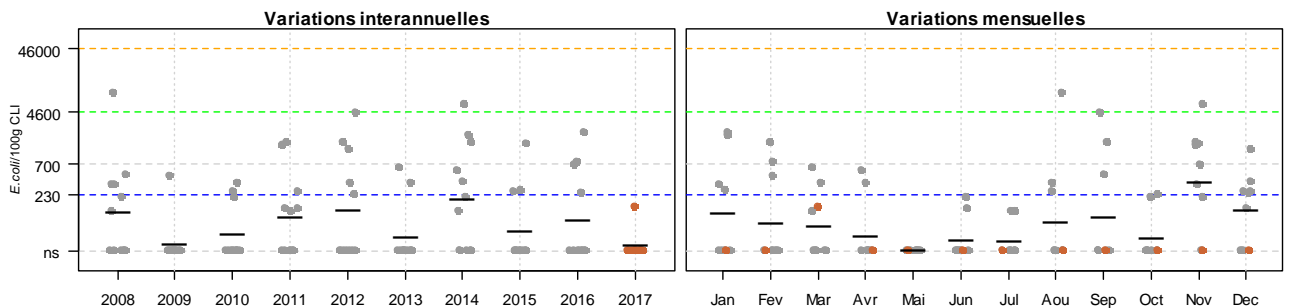 Variations interannuelles
Variations mensuelles
E.coli/100g CLI
46000
4600
700
230
ns
2008 2009 2010 2011 2012 2013 2014 2015 2016 2017
Jan Fev Mar Avr Mai Jun Jul Aou Sep Oct Nov Dec